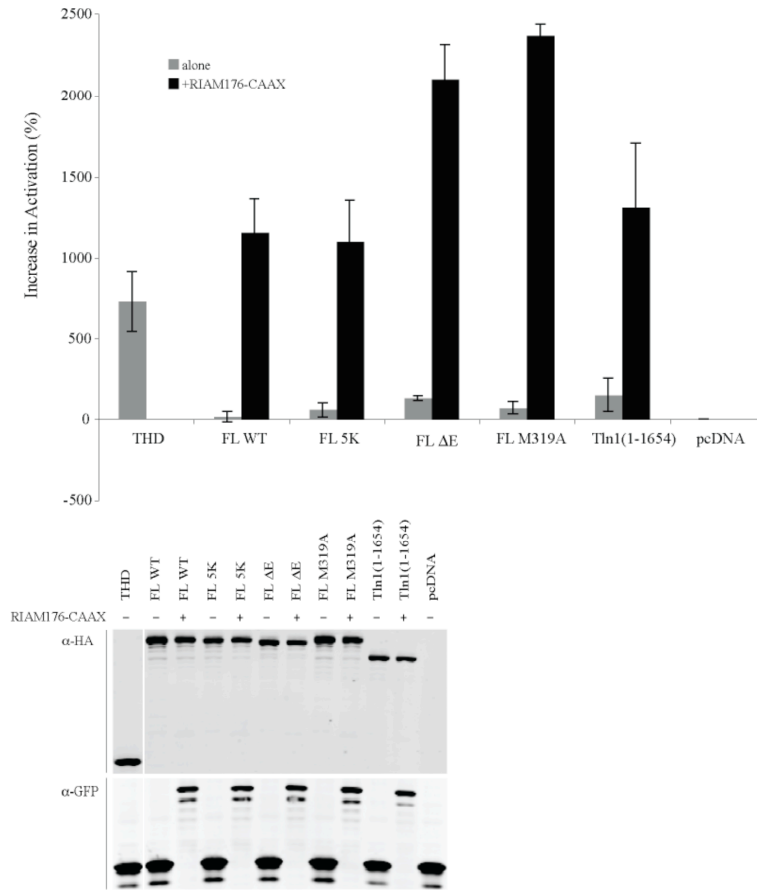 2500
2000
1500
1000
500
0
-500
Increase in Activation (%)
alone
+RIAM176-CAAX
THD
FL WT
FL 5K
FL ΔE
FL M319A
Tln1(1-1654)
pcDNA
THD
FL WT
FL WT
FL 5K
FL 5K
FL ΔE
FL ΔE
FL M319A
FL M319A
Tln1(1-1654)
Tln1(1-1654)
pcDNA
RIAM176-CAAX - - + - + - + - + - + -
α-HA
α-GFP